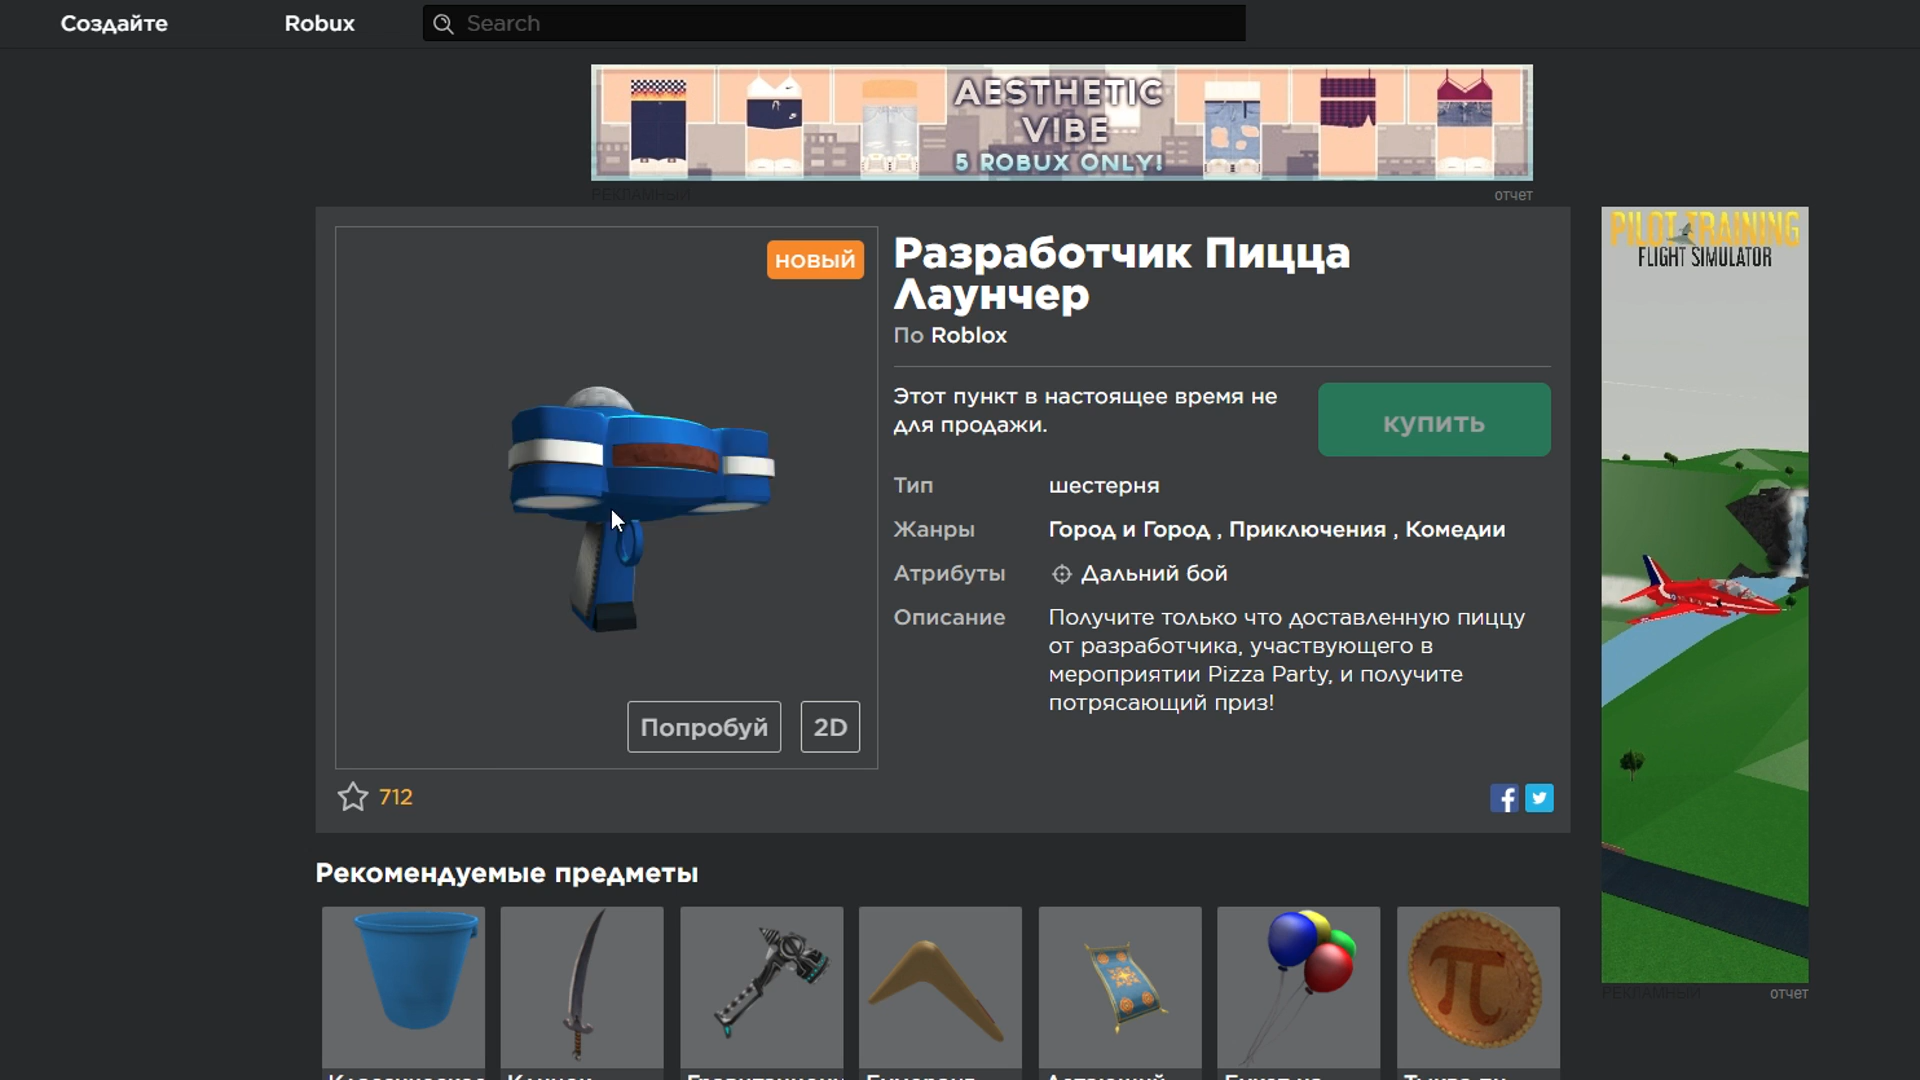 Создайте
Robux
Search
AESTHETIC
VIBE
5 ROBUX ONLY!
РЕКЛАМНЫЙ
отчет
НОВЫЙ
Разработчик Пицца
Лаунчер
По Roblox
Этот пункт в настоящее время не
для продажи.
купить
Тип
шестерня
Жанры
Город и Город , Приключения , Комедии
Атрибуты
Дальний бой
Описание
Получите только что доставленную пиццу
от разработчика, участвующего в
мероприятии Pizza Party, и получите
потрясающий приз!
Попробуй
2D
712
PILOT TRAINING
FLIGHT SIMULATOR
РЕКЛАМНЫЙ
отчет
Рекомендуемые предметы